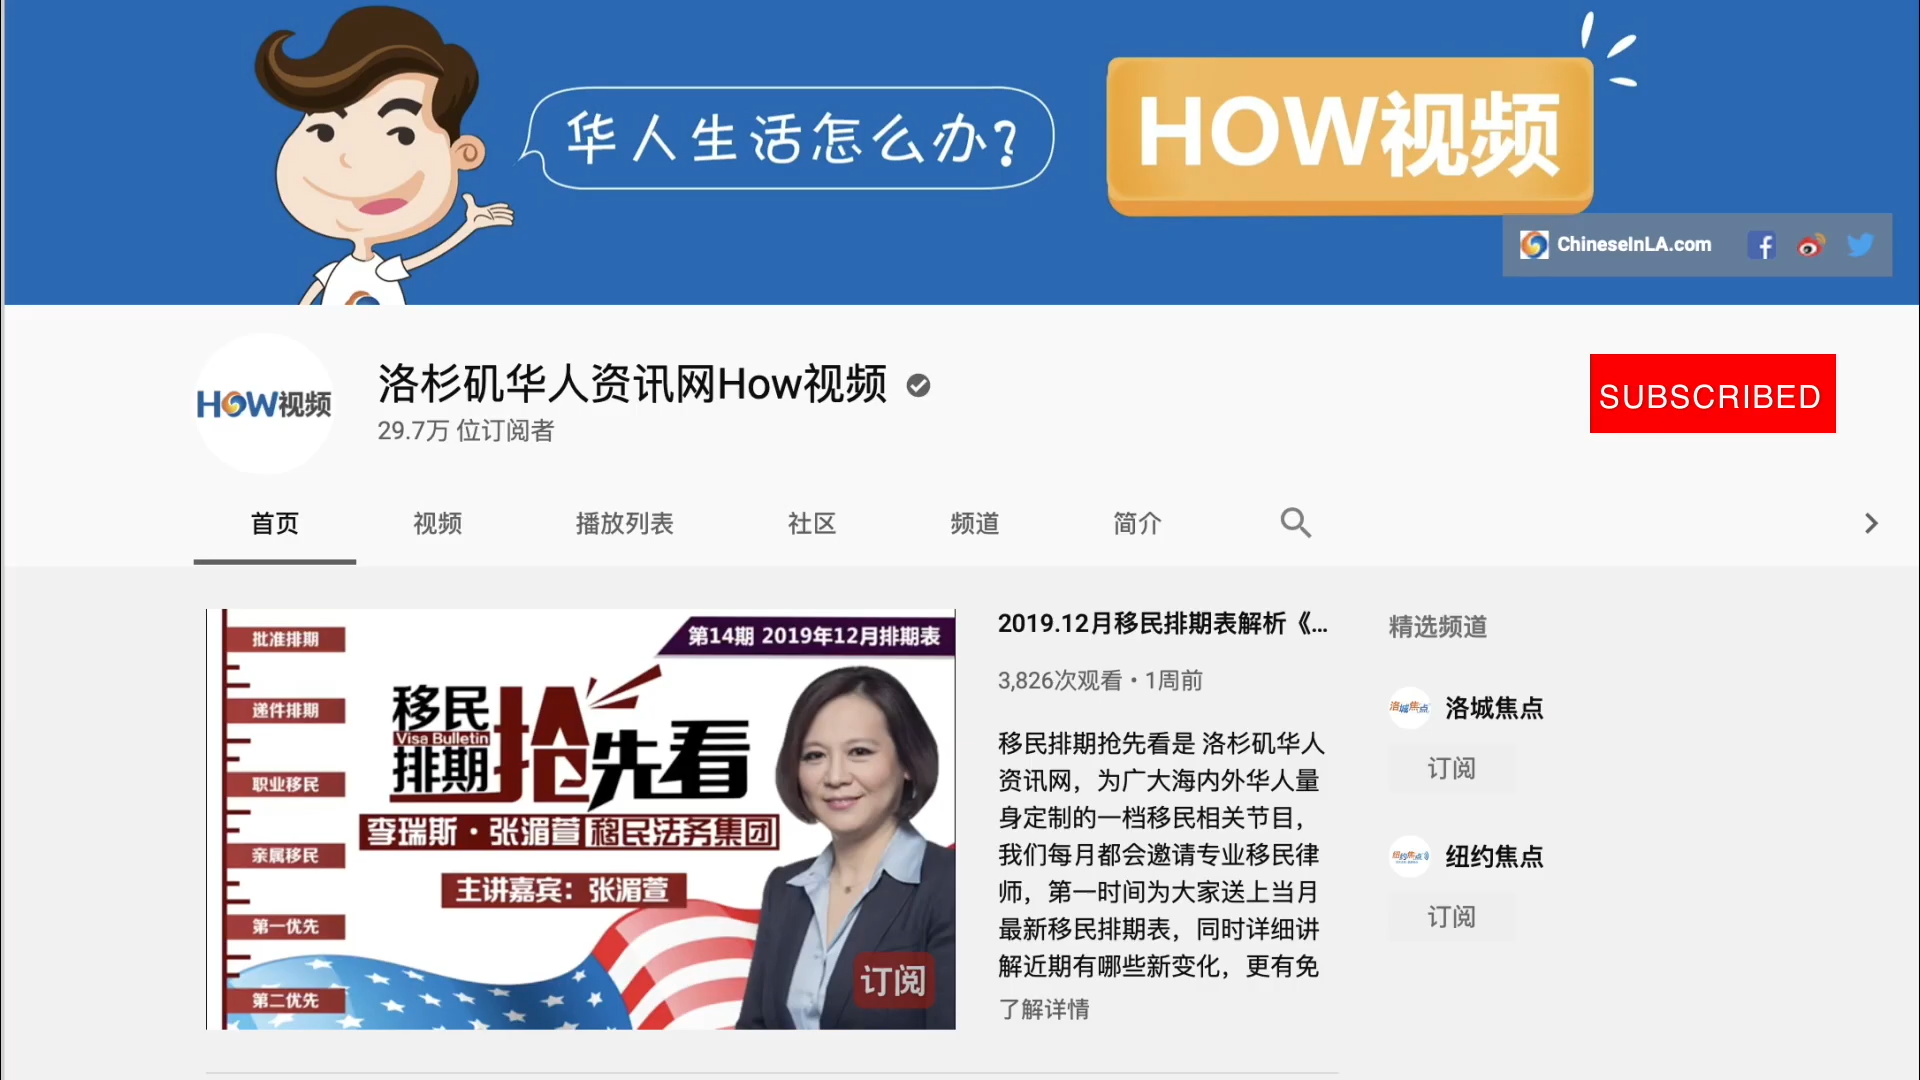 华人生活怎么办?
HOW视频
ChineseInLA.com
HOW视频
洛杉矶华人资讯网How视频
29.7万 位订阅者
SUBSCRIBED
首页
视频
播放列表
社区
频道
简介
批准排期
递件排期
职业移民
亲属移民
第一优先
第二优先
第14期 2019年12月排期表
移民
Visa Bulletin
排期
抢先看
李瑞斯·张湄萱 移民法务集团
主讲嘉宾：张湄萱
订阅
2019.12月移民排期表解析《...
3,826次观看 • 1周前
移民排期抢先看是 洛杉矶华人
资讯网，为广大海内外华人量
身定制的一档移民相关节目，
我们每月都会邀请专业移民律
师，第一时间为大家送上当月
最新移民排期表，同时详细讲
解近期有哪些新变化，更有免
了解详情
精选频道
洛城焦点
洛城焦点
订阅
纽约焦点
纽约焦点
订阅